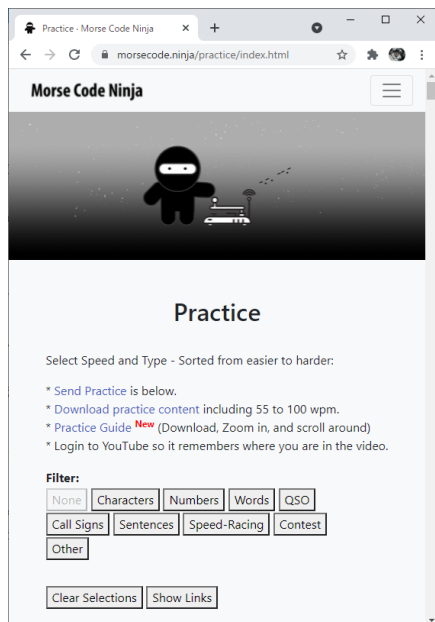 Practice - Morse Code Ninja
morsecode.ninja/practice/index.html
Morse Code Ninja
Practice
Select Speed and Type - Sorted from easier to harder:
* Send Practice is below.
* Download practice content including 55 to 100 wpm.
* Practice Guide New (Download, Zoom in, and scroll around)
* Login to YouTube so it remembers where you are in the video.
Filter:
None Characters Numbers Words QSO
Call Signs Sentences Speed-Racing Contest
Other
Clear Selections Show Links